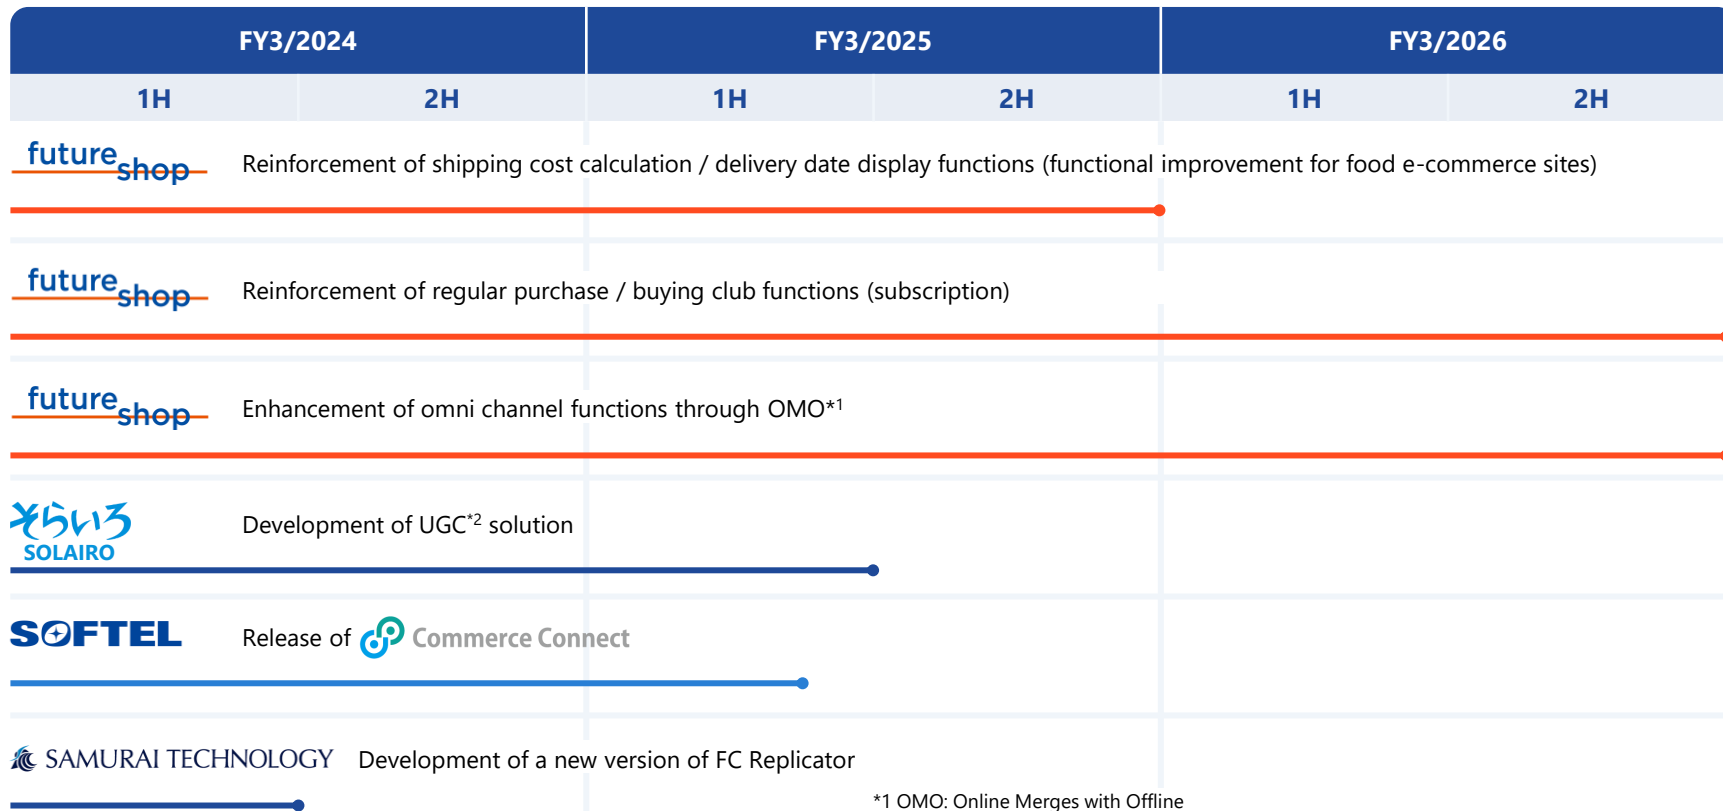 FY3/2024 FY3/2025 FY3/2026
1H 2H 1H 2H 1H 2H
future shop Reinforcement of shipping cost calculation / delivery date display functions (functional improvement for food e-commerce sites)
future shop Reinforcement of regular purchase / buying club functions (subscription)
future shop Enhancement of omni channel functions through OMO*1
そらいろ
SOLAIRO
Development of UGC*2 solution
SOFTEL Release of Commerce Connect
SAMURAI TECHNOLOGY Development of a new version of FC Replicator
*1 OMO: Online Merges with Offline